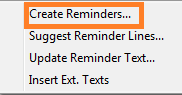 Create Reminders...
Suggest Reminder Lines...
Update Reminder Text...
Insert Ext. Texts